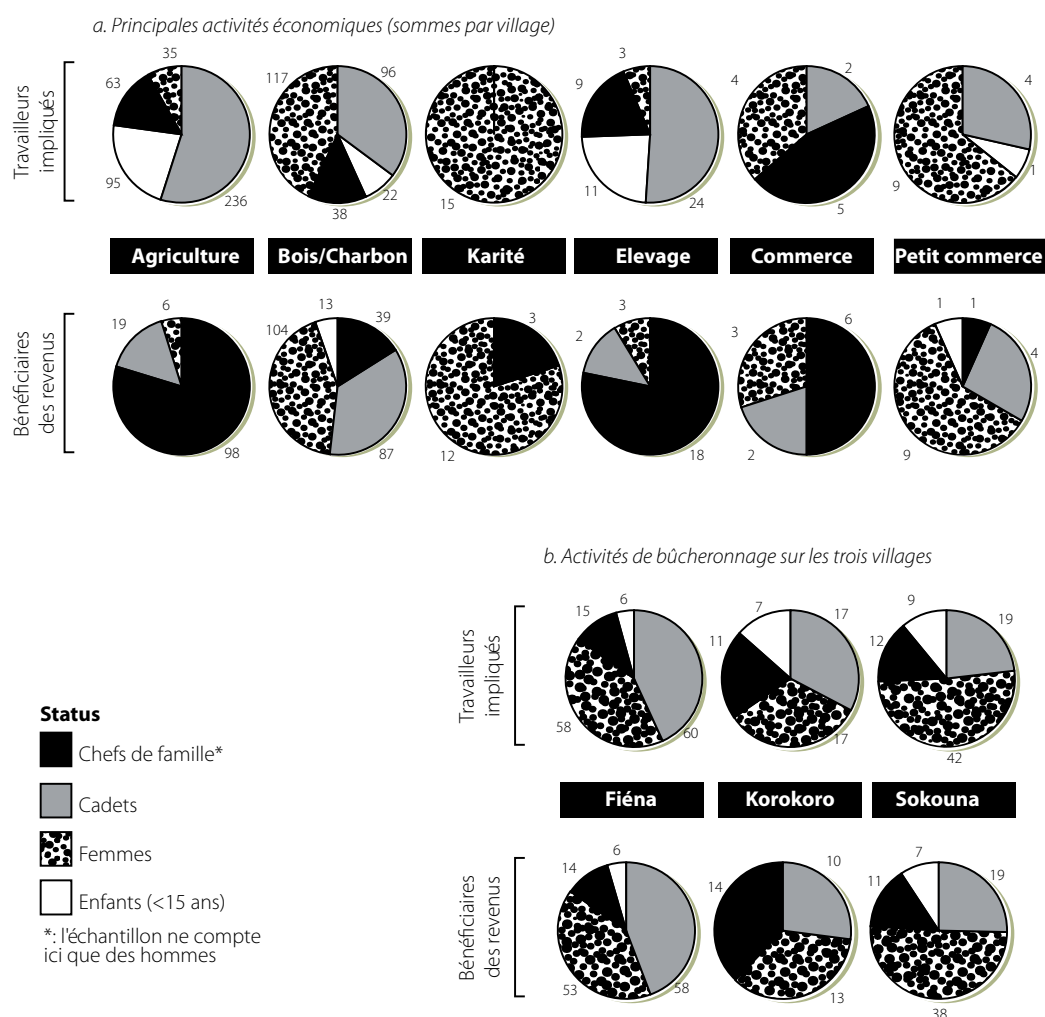 a. Principales activités économiques (sommes par village)
Travailleurs
impliqués
35
63
95
236
117
96
22
38
15
3
9
11
24
4
2
5
4
1
9
Agriculture
Bois/Charbon
Karité
Elevage
Commerce
Petit commerce
Bénéficiaires
des revenus
6
19
98
13
39
104
87
3
12
3
2
18
6
3
2
1
1
4
9
b. Activités de bûcheronnage sur les trois villages
Travailleurs
impliqués
6
15
58
60
7
17
11
17
9
19
12
42
Fiéna
Korokoro
Sokouna
Bénéficiaires
des revenus
6
14
53
58
10
14
13
7
19
11
38
Status
Chefs de famille*
Cadets
Femmes
Enfants (<15 ans)
*: l'échantillon ne compte
ici que des hommes